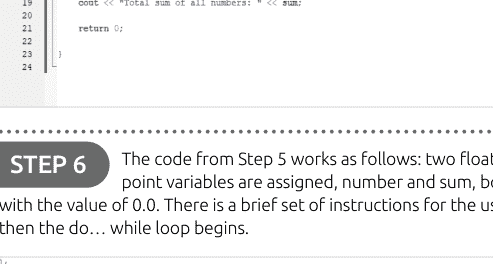 19 cout << "Total sum of all numbers: " << sum;
20
21 return 0;
22
23 }
24
STEP 6
The code from Step 5 works as follows: two float
point variables are assigned, number and sum, bo
with the value of 0.0. There is a brief set of instructions for the us
then the do... while loop begins.